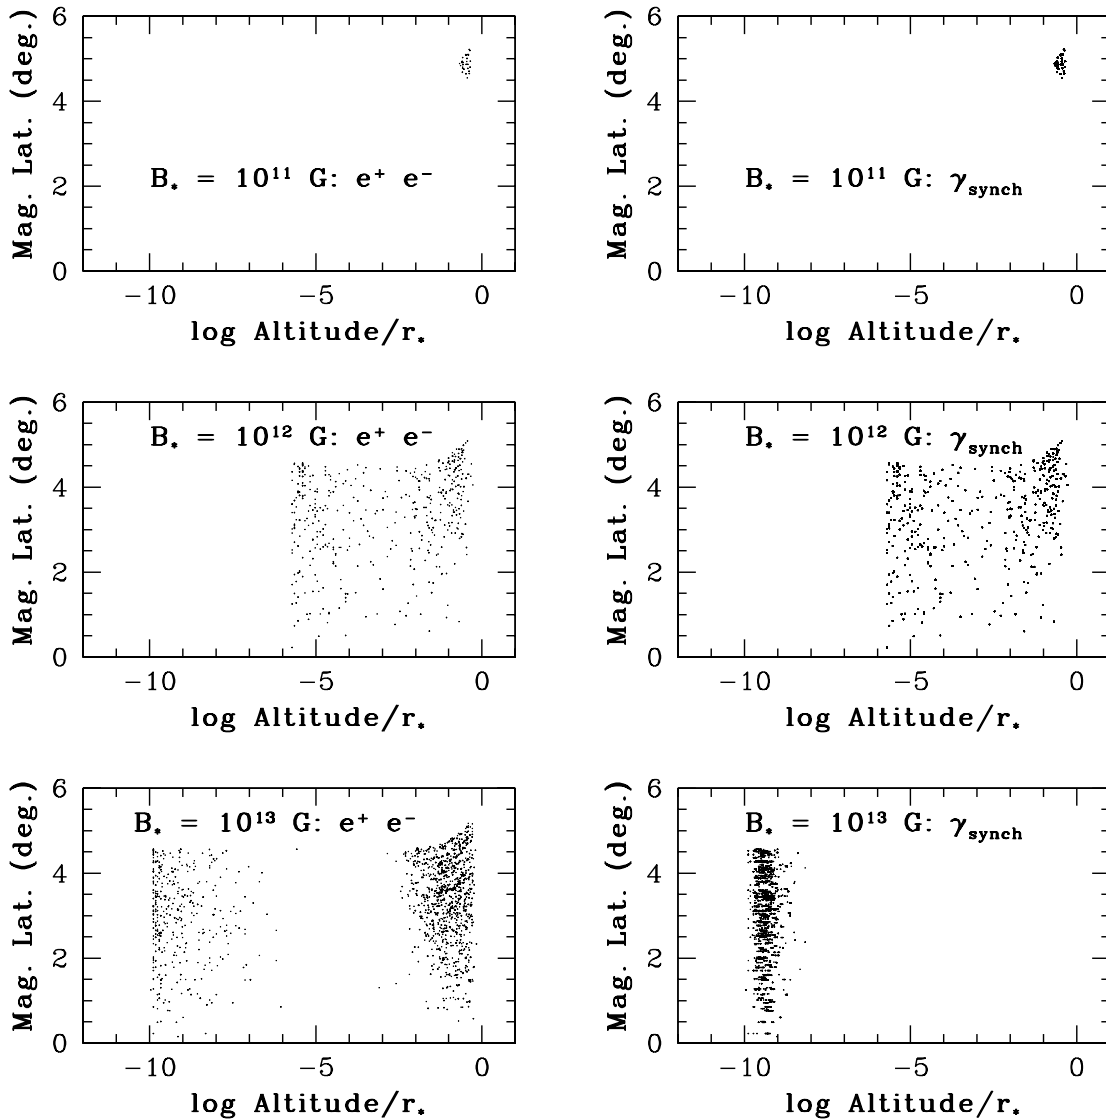 6 6
4 4
2 2
0 0
Mag. Lat. (deg.) Mag. Lat. (deg.)
B* = 10¹¹ G: e⁺ e⁻ B* = 10¹¹ G: γsynch
−10 −5 0 −10 −5 0
log Altitude/r* log Altitude/r*
6 6
4 4
2 2
0 0
Mag. Lat. (deg.) Mag. Lat. (deg.)
B* = 10¹² G: e⁺ e⁻ B* = 10¹² G: γsynch
−10 −5 0 −10 −5 0
log Altitude/r* log Altitude/r*
6 6
4 4
2 2
0 0
Mag. Lat. (deg.) Mag. Lat. (deg.)
B* = 10¹³ G: e⁺ e⁻ B* = 10¹³ G: γsynch
−10 −5 0 −10 −5 0
log Altitude/r* log Altitude/r*